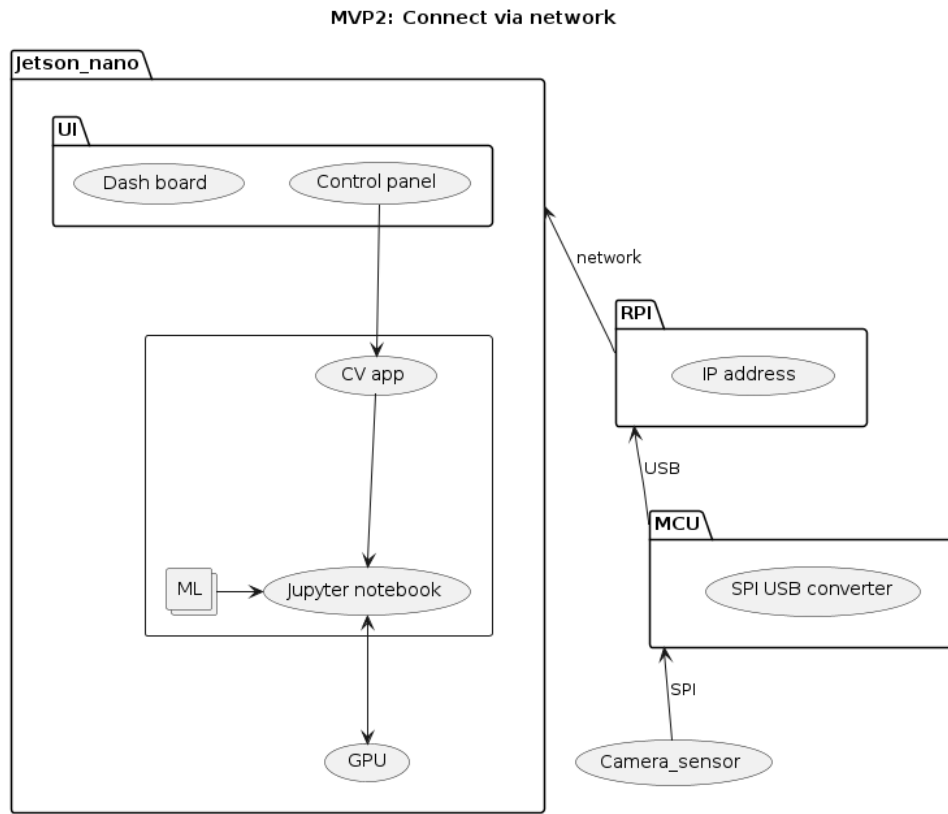 MVP2: Connect via network
Jetson_nano
UI
Dash board
Control panel
network
RPI
IP address
CV app
USB
MCU
ML
Jupyter notebook
SPI USB converter
SPI
GPU
Camera_sensor